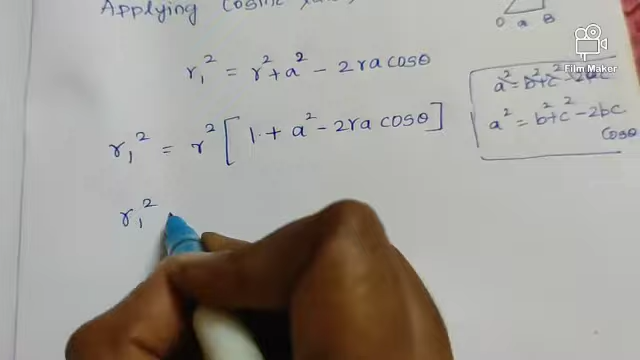 Applying Cosine
O a B
r₁² = r² + a² - 2ra cosθ
a² = b² + c² - 2bc
r₁² = r² [ 1 + a² - 2ra cosθ ]
a² = b² + c² - 2bc
cosθ
r₁²
Film Maker